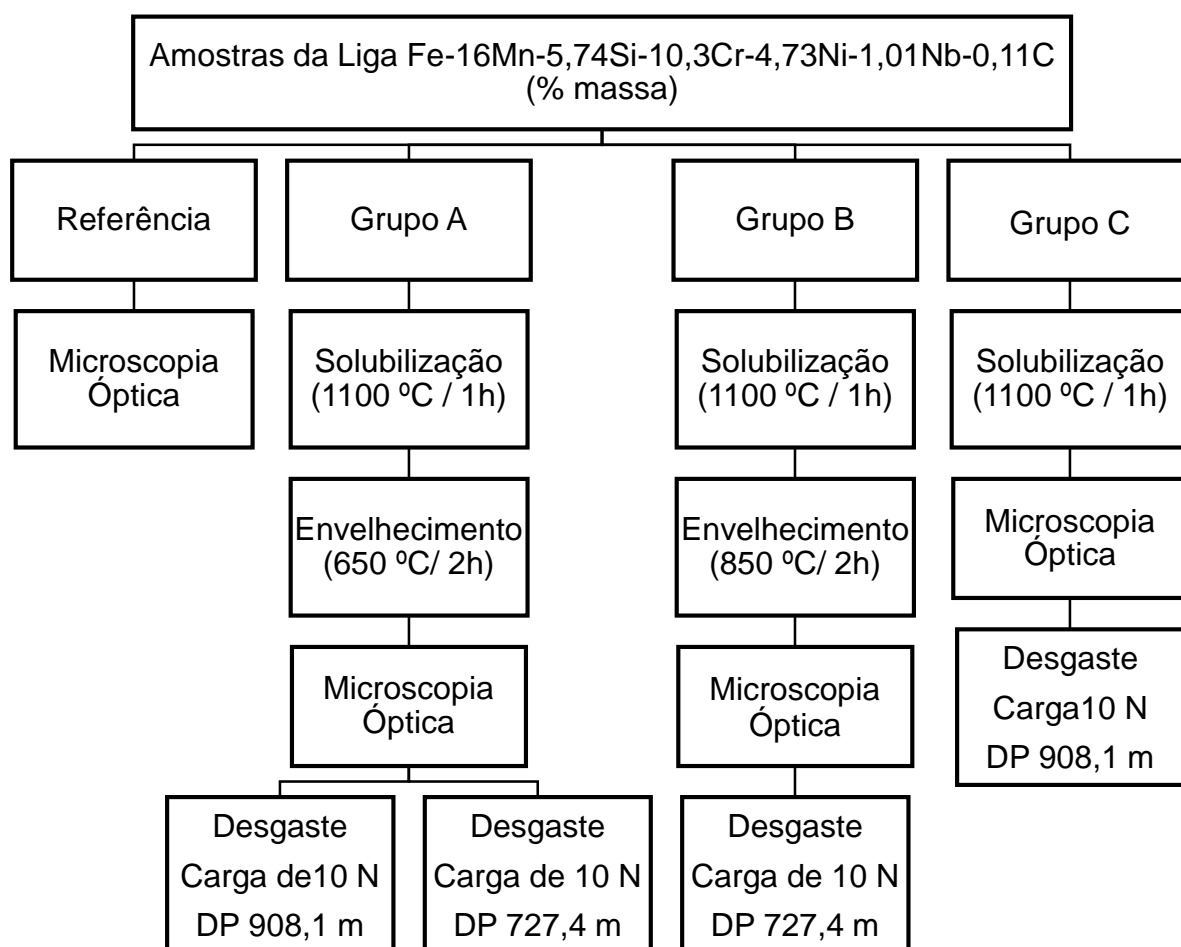 Amostras da Liga Fe-16Mn-5,74Si-10,3Cr-4,73Ni-1,01Nb-0,11C
(% massa)
Referência
Microscopia
Óptica
Grupo A
Solubilização
(1100 ºC / 1h)
Envelhecimento
(650 ºC/ 2h)
Microscopia
Óptica
Desgaste
Carga de10 N
DP 908,1 m
Desgaste
Carga de 10 N
DP 727,4 m
Grupo B
Solubilização
(1100 ºC / 1h)
Envelhecimento
(850 ºC/ 2h)
Microscopia
Óptica
Desgaste
Carga de 10 N
DP 727,4 m
Grupo C
Solubilização
(1100 ºC / 1h)
Microscopia
Óptica
Desgaste
Carga10 N
DP 908,1 m